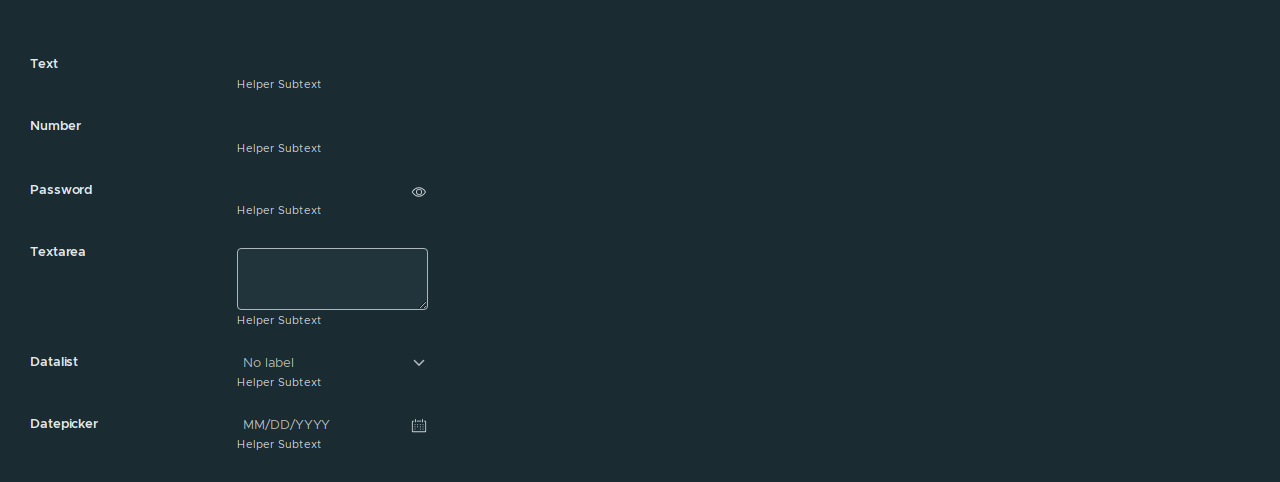 Text
Helper Subtext
Number
Helper Subtext
Password
Helper Subtext
Textarea
Helper Subtext
Datalist
No label
Helper Subtext
Datepicker
MM/DD/YYYY
Helper Subtext